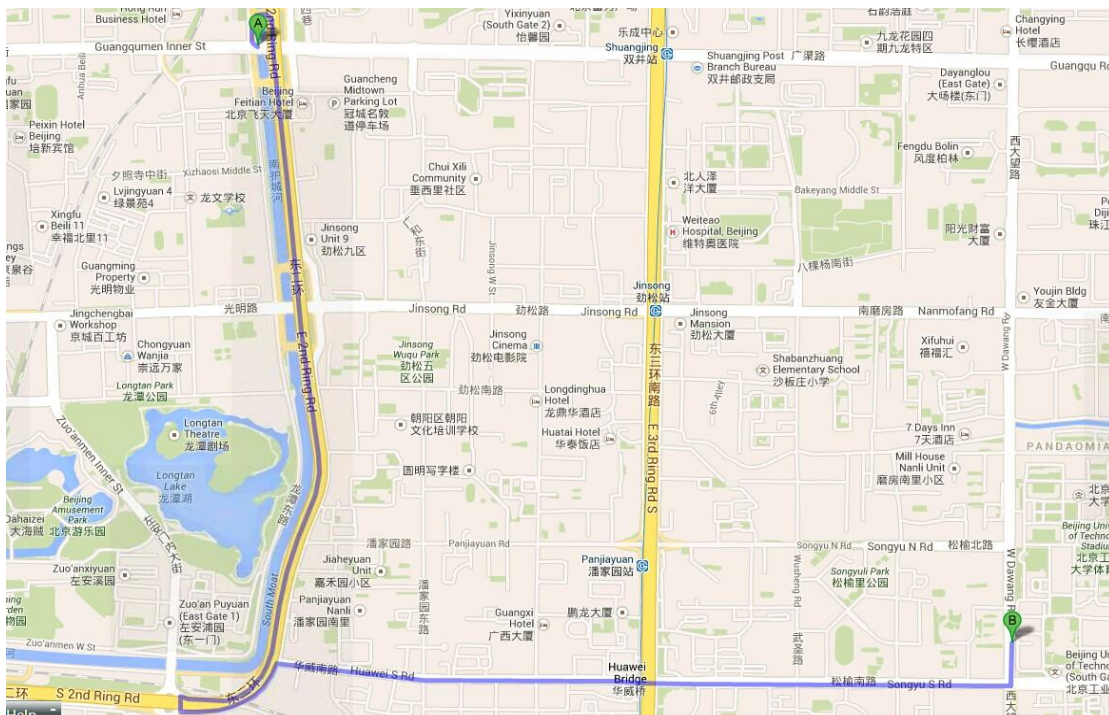 Business Hotel
Guangqumen Inner St
2nd Ring Rd
Yixinyuan
(South Gate 2)
怡馨园
乐成中心
Shuangjing
双井站
Shuangjing Post
Branch Bureau
双井邮政支局
广渠路
九龙花园四
期九龙特区
Changying
Hotel
长缨酒店
Guangqu Rd
Dayanglou
(East Gate)
大旸楼(东门)
Anhua Beili
Beijing
Feitian Hotel
北京飞天大厦
Guancheng
Midtown
Parking Lot
冠城名敦
道停车场
Peixin Hotel
Beijing
培新宾馆
夕照寺中街
Xizhaosi Middle St
南护城河
Lvjingyuan 4
绿景苑4
龙文学校
Chui Xili
Community
垂西里社区
北人泽
洋大厦
Fengdu Bolin
风度柏林
西大望路
Bakeyang Middle St
Xingfu
Beili 11
幸福北里11
Jinsong
Unit 9
劲松九区
Jinsong W St
Weiteao
Hospital, Beijing
维特奥医院
阳光财富
大厦
八棵杨南街
Guangming
Property
光明物业
东二环
Jinsong
劲松站
Youjin Bldg
友金大厦
光明路
Jinsong Rd
劲松路
Jinsong Rd
南磨房路
Nanmofang Rd
Jingchengbai
Workshop
京城百工坊
E 2nd Ring Rd
Jinsong
Cinema
劲松电影院
Jinsong
Mansion
劲松大厦
W Dawang Rd
Chongyuan
Wanjia
崇远万家
Jinsong
Wuqu Park
劲松五
区公园
东三环南路
Xifuhui
禧福汇
Shabanzhuang
Elementary School
沙板庄小学
Longtan Park
龙潭公园
劲松南路
Longdinghua
Hotel
龙鼎华酒店
6th Alley
Zuo'anmen Inner St
Longtan
Theatre
龙潭剧场
朝阳区朝阳
文化培训学校
Huatai Hotel
华泰饭店
E 3rd Ring Rd S
7 Days Inn
7天酒店
PANDAOMIA
Longtan
Lake
龙潭湖
圆明写字楼
Mill House
Nanli Unit
磨房南里小区
Beijing
Amusement
Park
北京游乐园
Dahaizei
大海贼
龙潭东路
潘家园路
Panjiayuan Rd
Songyu N Rd
Songyu N Rd
松榆北路
Zuo'anxiyuan
左安溪园
South Moat
Jiaheyuan
Unit
嘉禾园小区
Panjiayuan
潘家园站
Wusheng Rd
Songyuli Park
松榆里公园
W Dawang Rd
Zuo'an Puyuan
(East Gate 1)
左安浦园
(东一门)
Panjiayuan
Nanli
潘家园南里
潘家园东路
Guangxi
Hotel
广西大厦
鹏龙大厦
Zuo'anmen W St
华威南路
Huawei S Rd
Huawei
Bridge
华威桥
松榆南路
Songyu S Rd
S 2nd Ring Rd
东二环
A
B